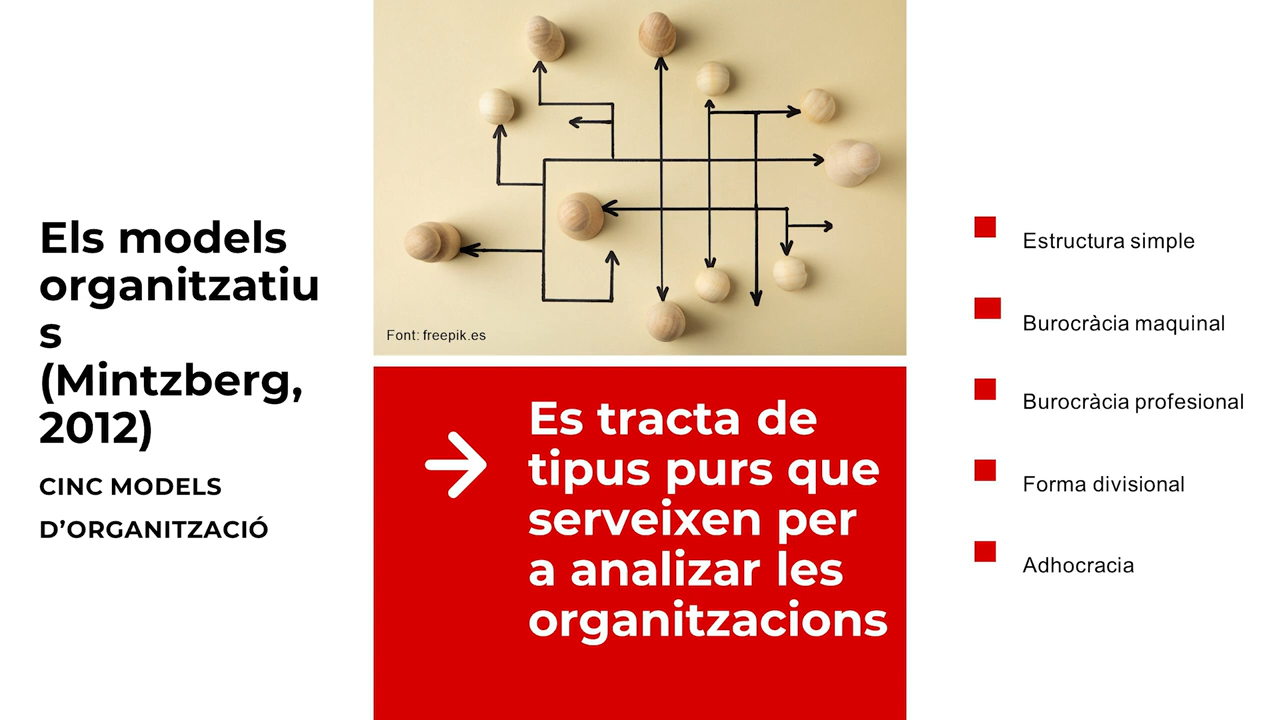 Els models
organitzatiu
s
(Mintzberg,
2012)
CINC MODELS
D’ORGANITZACIÓ
Font: freepik.es
Es tracta de
tipus purs que
serveixen per
a analizar les
organitzacions
Estructura simple
Burocràcia maquinal
Burocràcia profesional
Forma divisional
Adhocracia